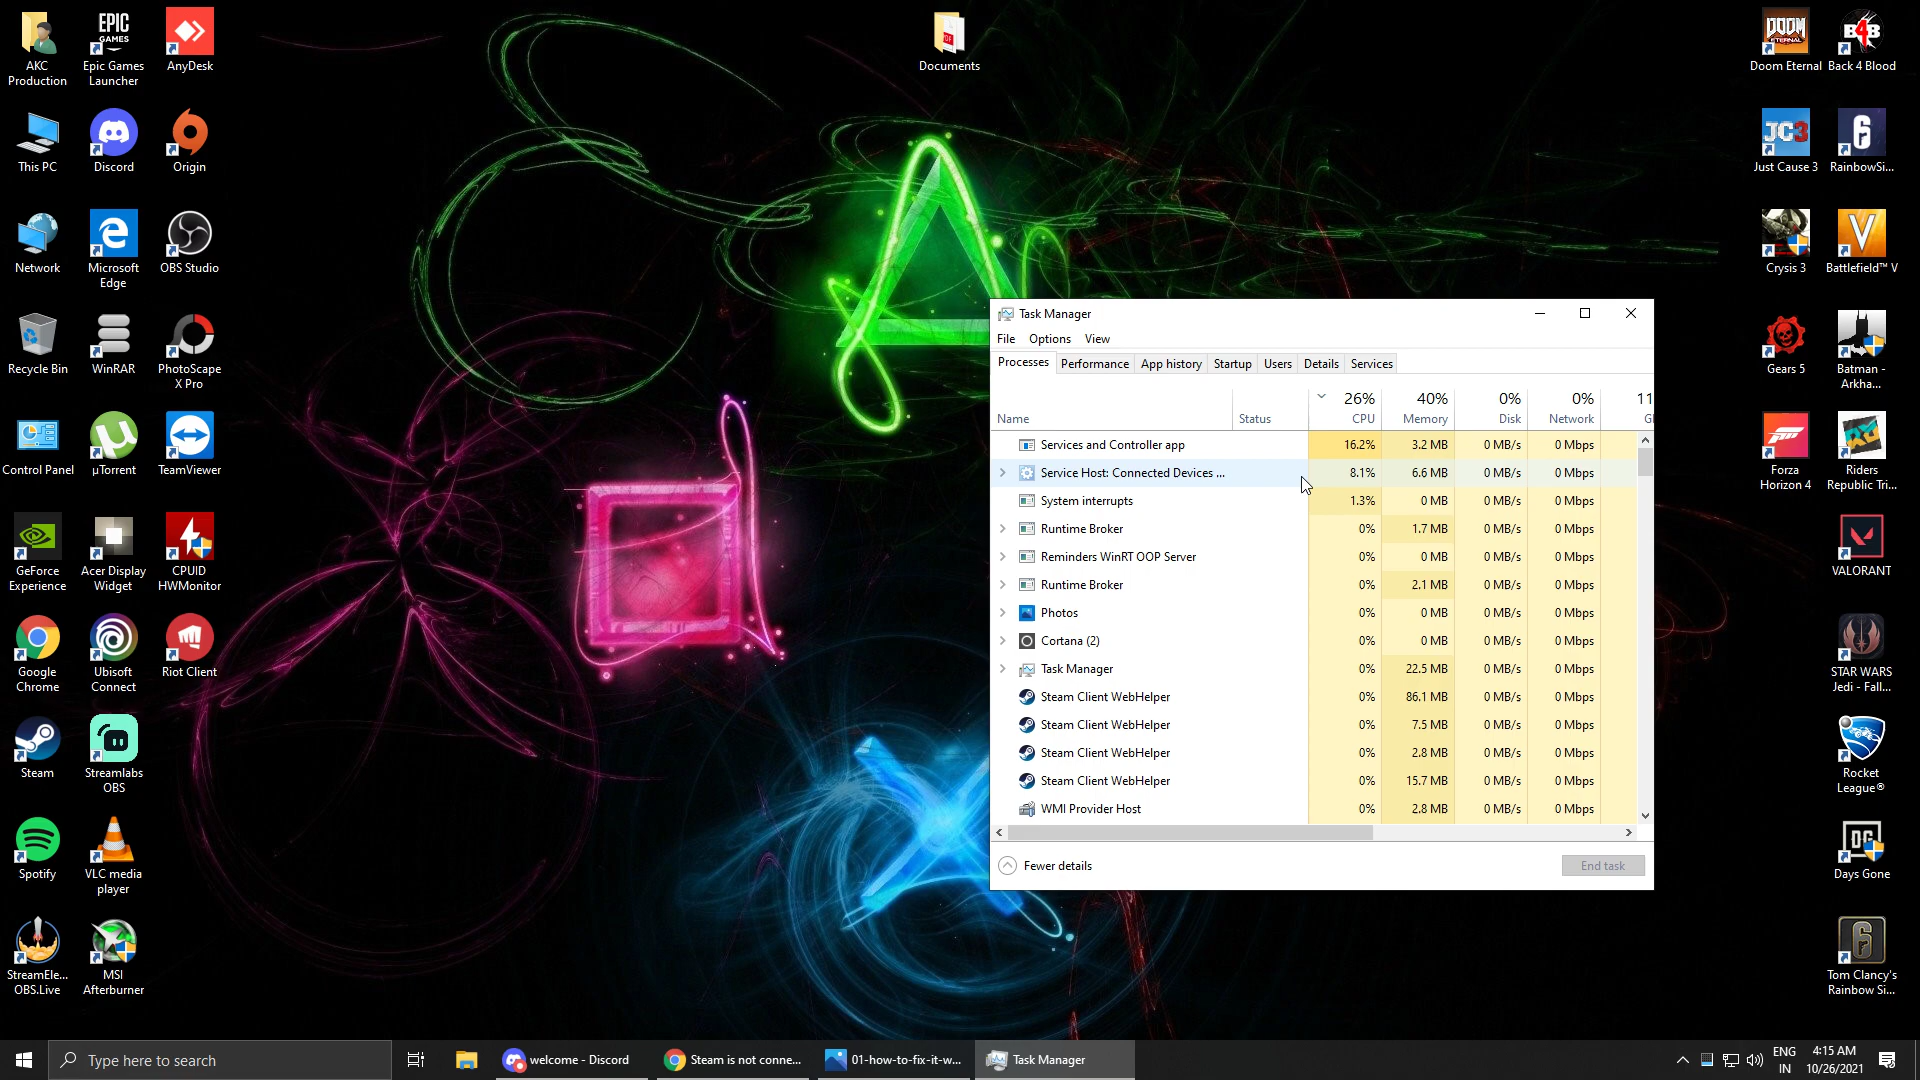 AKC
Production
EPIC
GAMES
Epic Games
Launcher
AnyDesk
PDF
Documents
DOOM
ETERNAL
Doom Eternal
B4B
Back 4 Blood
This PC
Discord
Origin
JC3
Just Cause 3
6
RainbowSi...
Network
Microsoft
Edge
OBS Studio
Crysis 3
V
Battlefield™ V
Recycle Bin
WinRAR
PhotoScape
X Pro
Gears 5
Batman -
Arkha...
Control Panel
µTorrent
TeamViewer
Forza
Horizon 4
Riders
Republic Tri...
GeForce
Experience
Acer Display
Widget
CPUID
HWMonitor
VALORANT
Google
Chrome
Ubisoft
Connect
Riot Client
STAR WARS
Jedi - Fall...
Steam
Streamlabs
OBS
Rocket
League®
Spotify
VLC media
player
DG
Days Gone
StreamEle...
OBS.Live
MSI
Afterburner
6
Tom Clancy's
Rainbow Si...
Task Manager
File Options View
Processes Performance App history Startup Users Details Services
26% 40% 0% 0% 11
Name Status CPU Memory Disk Network G
Services and Controller app 16.2% 3.2 MB 0 MB/s 0 Mbps
Service Host: Connected Devices ... 8.1% 6.6 MB 0 MB/s 0 Mbps
System interrupts 1.3% 0 MB 0 MB/s 0 Mbps
Runtime Broker 0% 1.7 MB 0 MB/s 0 Mbps
Reminders WinRT OOP Server 0% 0 MB 0 MB/s 0 Mbps
Runtime Broker 0% 2.1 MB 0 MB/s 0 Mbps
Photos 0% 0 MB 0 MB/s 0 Mbps
Cortana (2) 0% 0 MB 0 MB/s 0 Mbps
Task Manager 0% 22.5 MB 0 MB/s 0 Mbps
Steam Client WebHelper 0% 86.1 MB 0 MB/s 0 Mbps
Steam Client WebHelper 0% 7.5 MB 0 MB/s 0 Mbps
Steam Client WebHelper 0% 2.8 MB 0 MB/s 0 Mbps
Steam Client WebHelper 0% 15.7 MB 0 MB/s 0 Mbps
WMI Provider Host 0% 2.8 MB 0 MB/s 0 Mbps
Fewer details End task
Type here to search
welcome - Discord
Steam is not conne...
01-how-to-fix-it-w...
Task Manager
ENG
IN
4:15 AM
10/26/2021